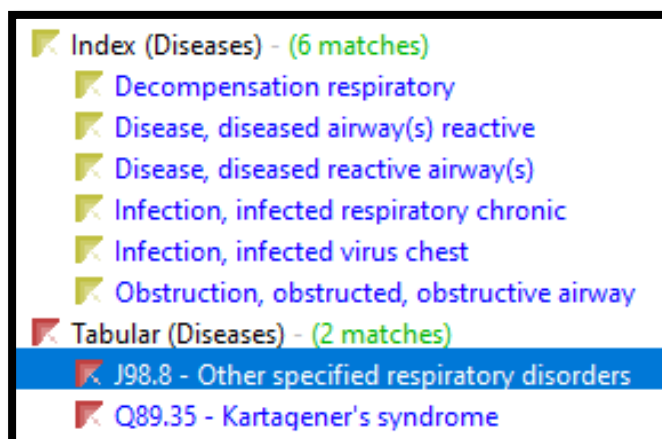 Index (Diseases) - (6 matches)
Decompensation respiratory
Disease, diseased airway(s) reactive
Disease, diseased reactive airway(s)
Infection, infected respiratory chronic
Infection, infected virus chest
Obstruction, obstructed, obstructive airway
Tabular (Diseases) - (2 matches)
J98.8 - Other specified respiratory disorders
Q89.35 - Kartagener's syndrome